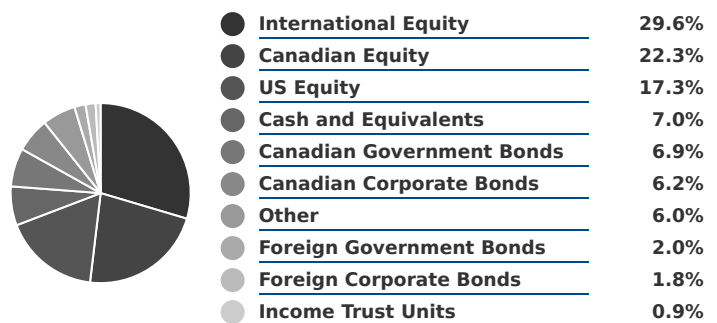 International Equity 29.6%
Canadian Equity 22.3%
US Equity 17.3%
Cash and Equivalents 7.0%
Canadian Government Bonds 6.9%
Canadian Corporate Bonds 6.2%
Other 6.0%
Foreign Government Bonds 2.0%
Foreign Corporate Bonds 1.8%
Income Trust Units 0.9%